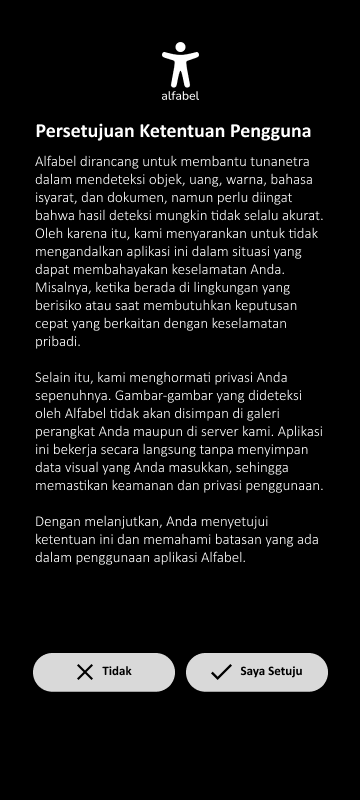 alfabel
Persetujuan Ketentuan Pengguna
Alfabel dirancang untuk membantu tunanetra
dalam mendeteksi objek, uang, warna, bahasa
isyarat, dan dokumen, namun perlu diingat
bahwa hasil deteksi mungkin tidak selalu akurat.
Oleh karena itu, kami menyarankan untuk tidak
mengandalkan aplikasi ini dalam situasi yang
dapat membahayakan keselamatan Anda.
Misalnya, ketika berada di lingkungan yang
berisiko atau saat membutuhkan keputusan
cepat yang berkaitan dengan keselamatan
pribadi.
Selain itu, kami menghormati privasi Anda
sepenuhnya. Gambar-gambar yang dideteksi
oleh Alfabel tidak akan disimpan di galeri
perangkat Anda maupun di server kami. Aplikasi
ini bekerja secara langsung tanpa menyimpan
data visual yang Anda masukkan, sehingga
memastikan keamanan dan privasi penggunaan.
Dengan melanjutkan, Anda menyetujui
ketentuan ini dan memahami batasan yang ada
dalam penggunaan aplikasi Alfabel.
Tidak
Saya Setuju